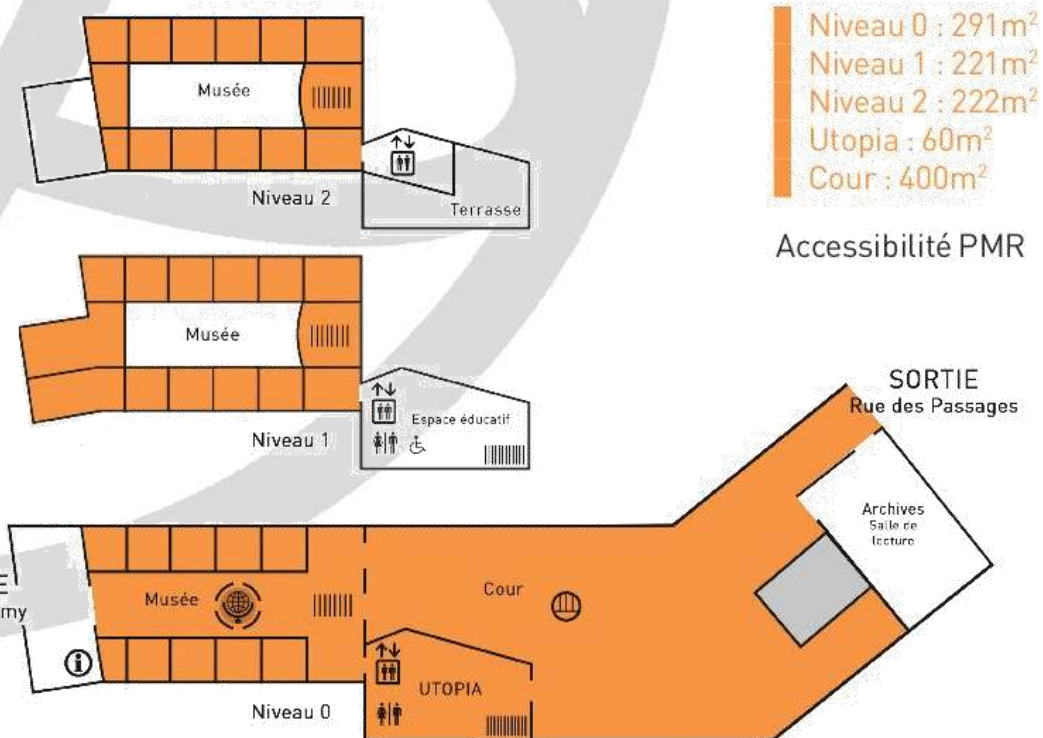 Niveau 0 : 291m²
Niveau 1 : 221m²
Niveau 2 : 222m²
Utopia : 60m²
Cour : 400m²
Accessibilité PMR
Musée
Niveau 2
Terrasse
Musée
Espace éducatif
Niveau 1
SORTIE
Rue des Passages
Archives
Salle de
lecture
Cour
Musée
UTOPIA
Niveau 0